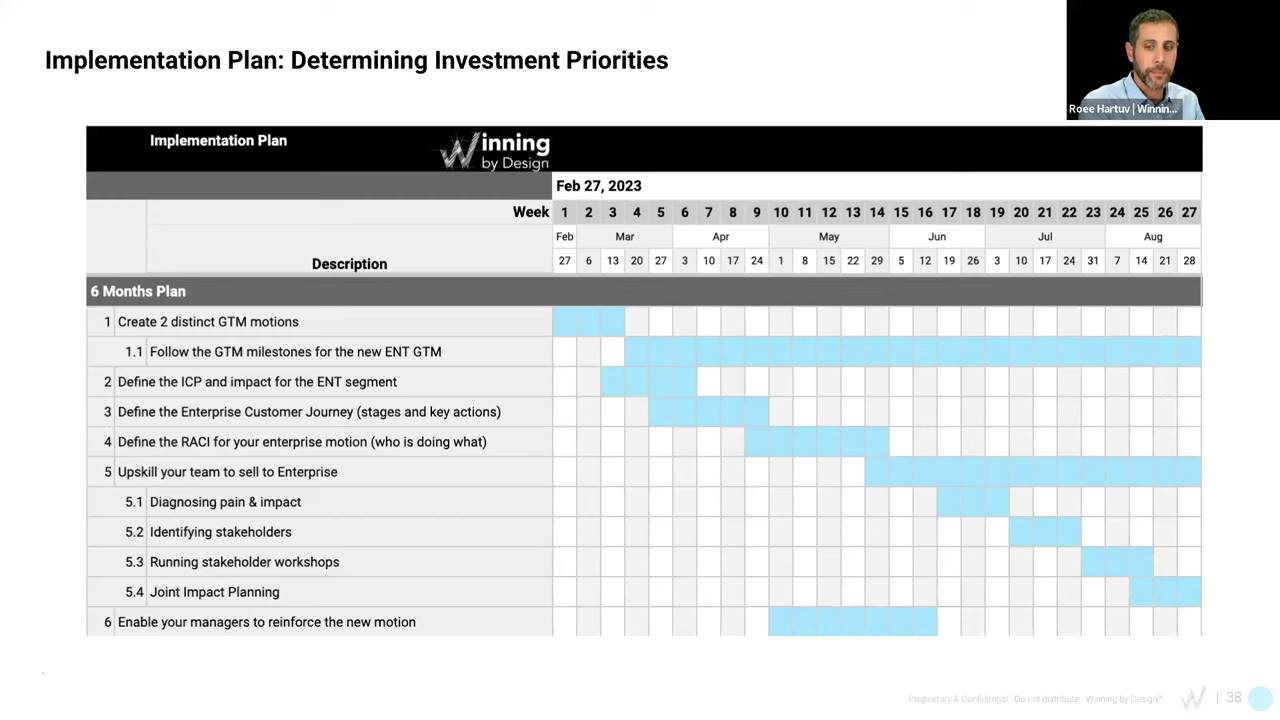 Implementation Plan: Determining Investment Priorities
Roee Hartuv | Winnin...
Implementation Plan
Winning
by Design
Feb 27, 2023
Week 1 2 3 4 5 6 7 8 9 10 11 12 13 14 15 16 17 18 19 20 21 22 23 24 25 26 27
Feb Mar Apr May Jun Jul Aug
Description 27 6 13 20 27 3 10 17 24 1 8 15 22 29 5 12 19 26 3 10 17 24 31 7 14 21 28
6 Months Plan
1 Create 2 distinct GTM motions
1.1 Follow the GTM milestones for the new ENT GTM
2 Define the ICP and impact for the ENT segment
3 Define the Enterprise Customer Journey (stages and key actions)
4 Define the RACI for your enterprise motion (who is doing what)
5 Upskill your team to sell to Enterprise
5.1 Diagnosing pain & impact
5.2 Identifying stakeholders
5.3 Running stakeholder workshops
5.4 Joint Impact Planning
6 Enable your managers to reinforce the new motion
Proprietary & Confidential - Do not distribute - Winning by Design™ W | 38